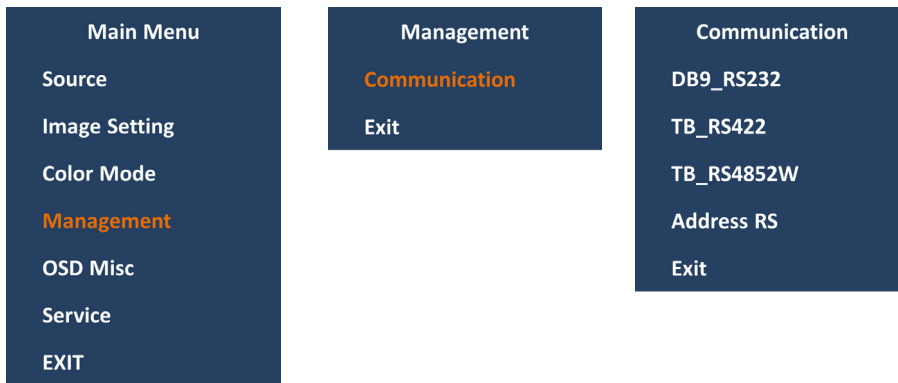 Main Menu
Source
Image Setting
Color Mode
Management
OSD Misc
Service
EXIT
Management
Communication
Exit
Communication
DB9_RS232
TB_RS422
TB_RS4852W
Address RS
Exit